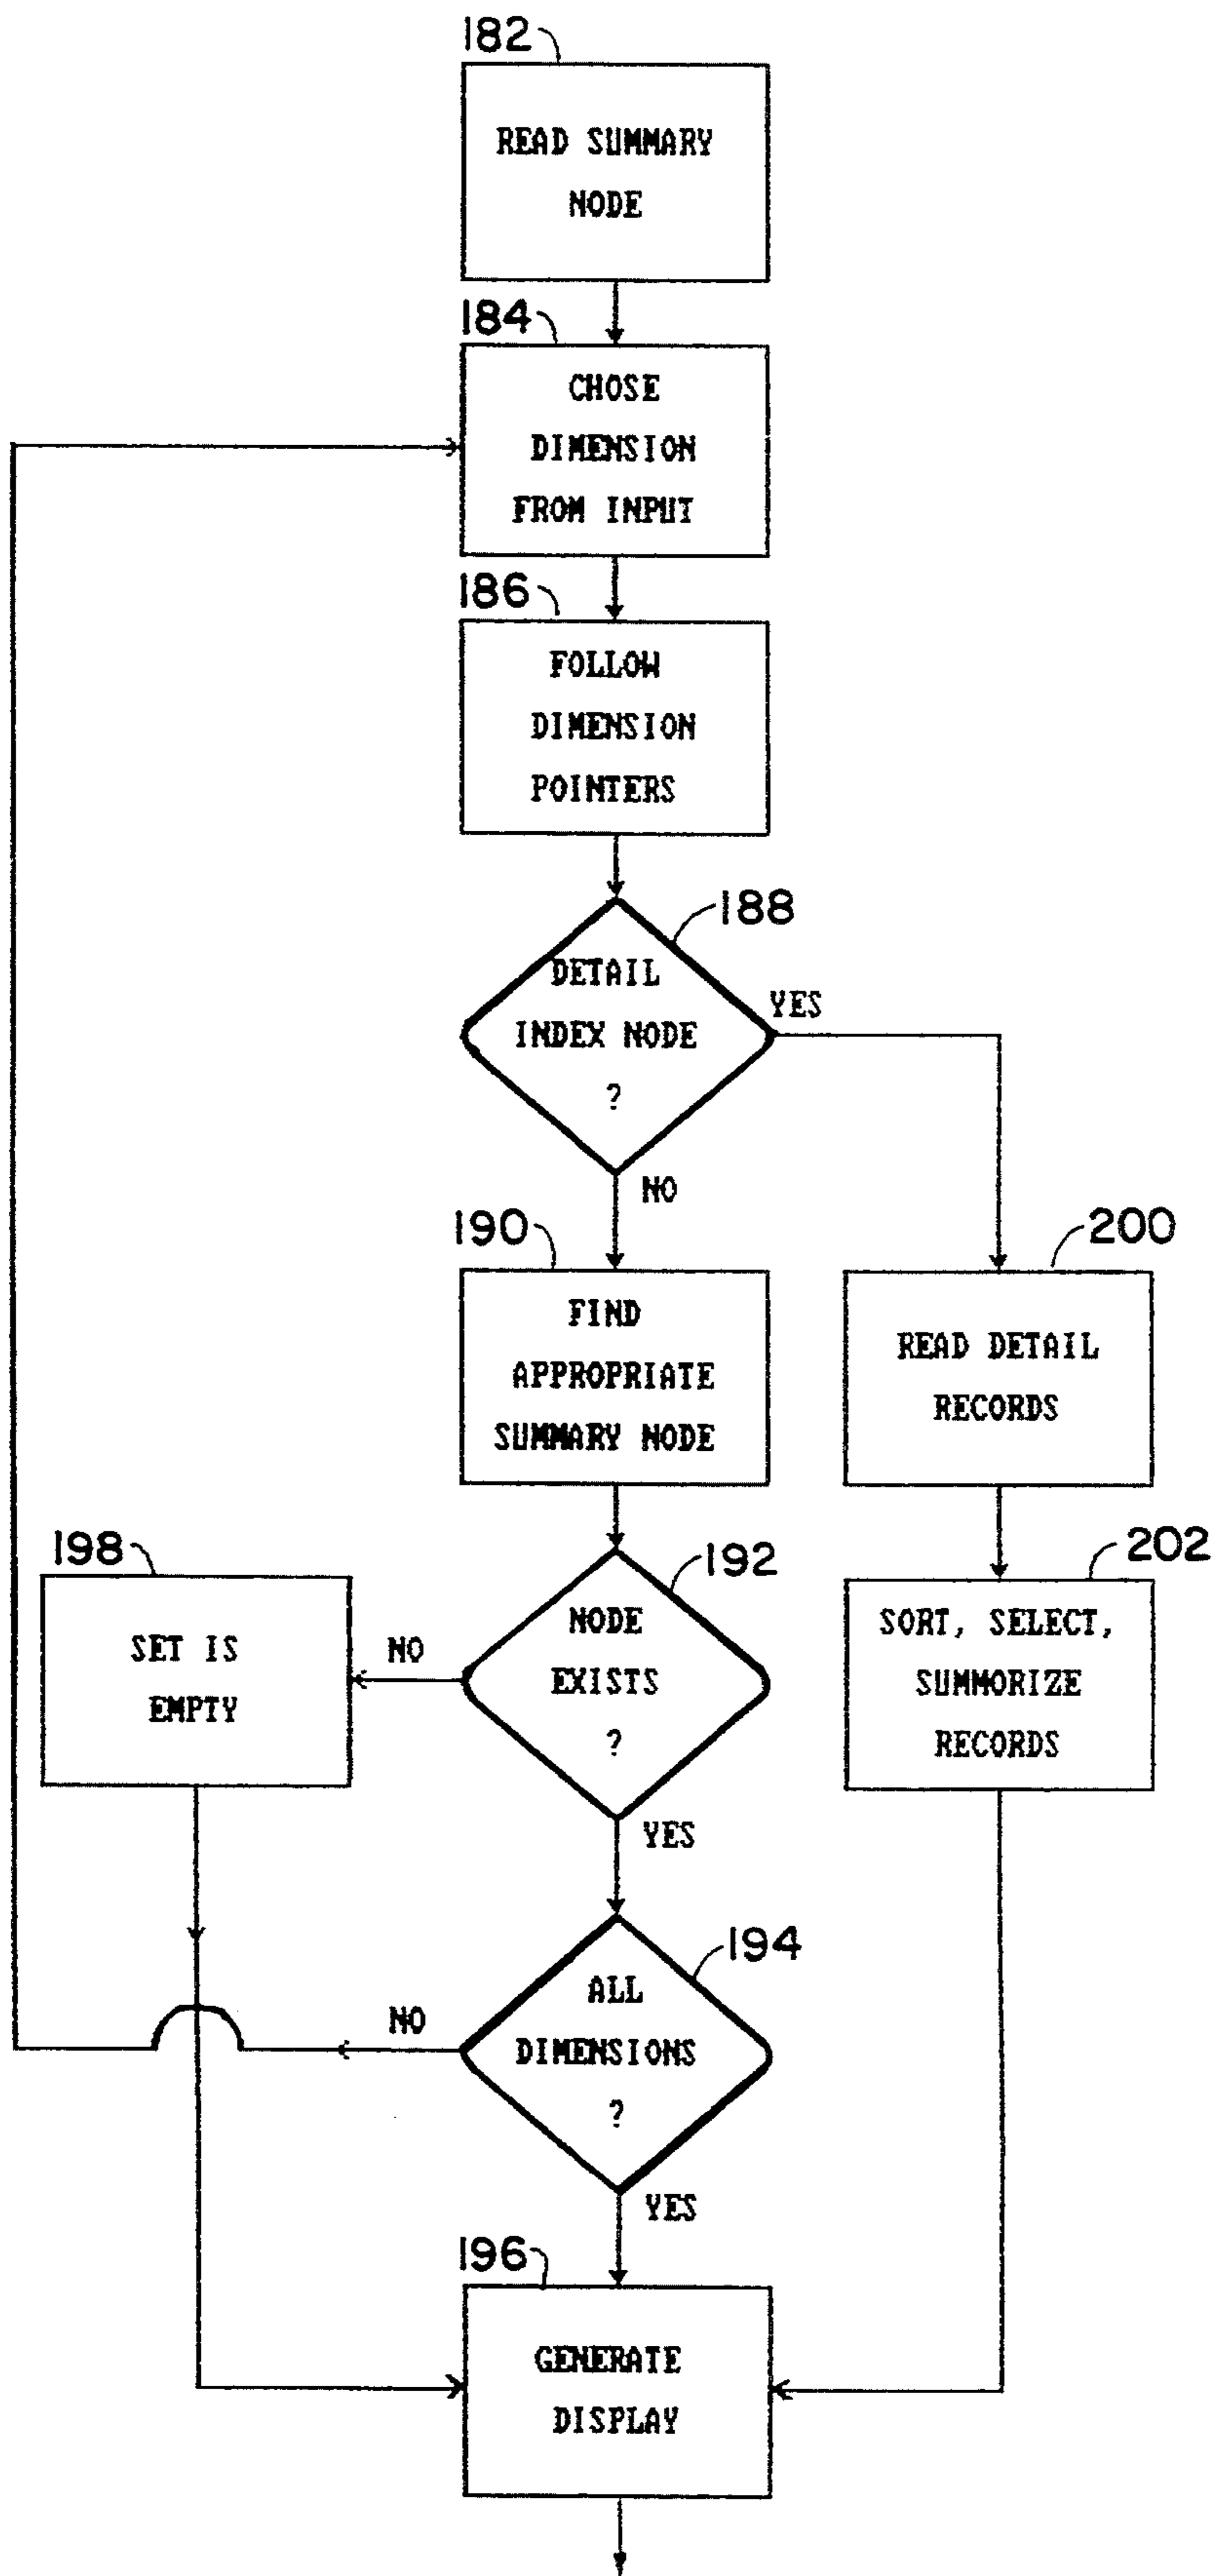 182
READ SUMMARY
NODE
184
CHOSE
DIMENSION
FROM INPUT
186
FOLLOW
DIMENSION
POINTERS
188
DETAIL
INDEX NODE
?
YES
NO
190
FIND
APPROPRIATE
SUMMARY NODE
200
READ DETAIL
RECORDS
198
SET IS
EMPTY
NO
192
NODE
EXISTS
?
YES
202
SORT, SELECT,
SUMMORIZE
RECORDS
194
ALL
DIMENSIONS
?
NO
YES
196
GENERATE
DISPLAY